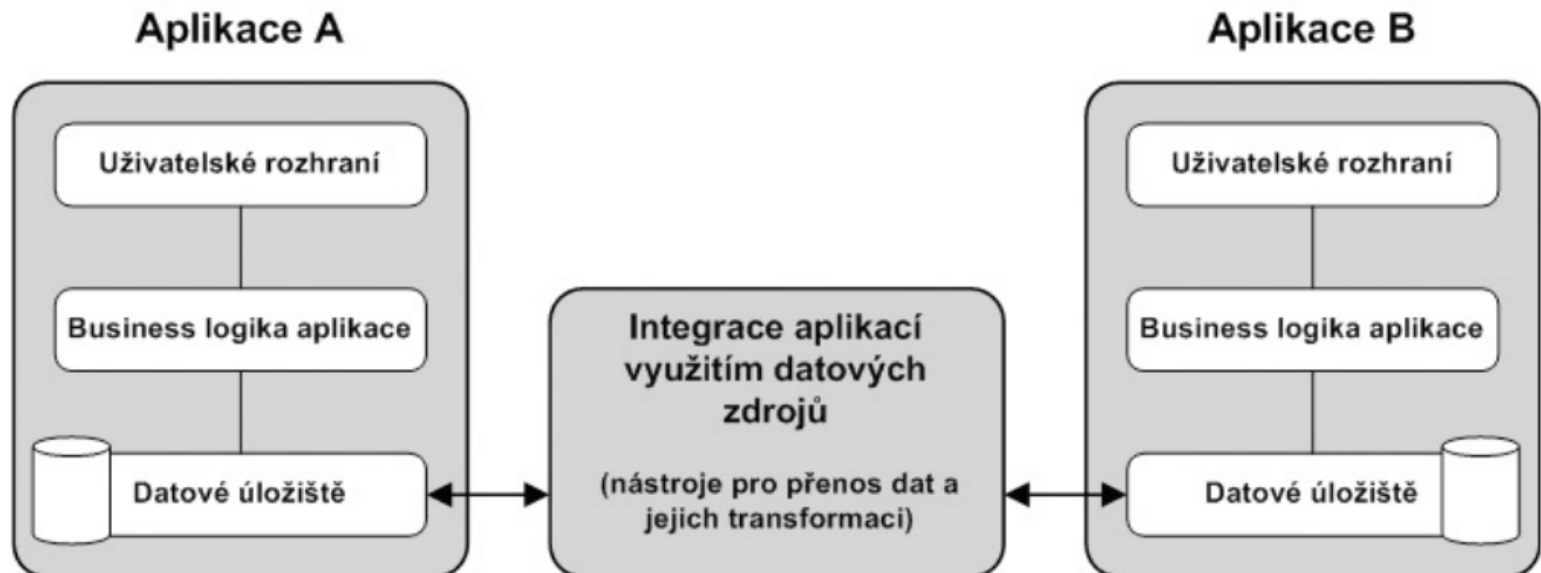 Aplikace A
Uživatelské rozhraní
Business logika aplikace
Datové úložiště
Integrace aplikací
využitím datových
zdrojů
(nástroje pro přenos dat a
jejich transformaci)
Aplikace B
Uživatelské rozhraní
Business logika aplikace
Datové úložiště